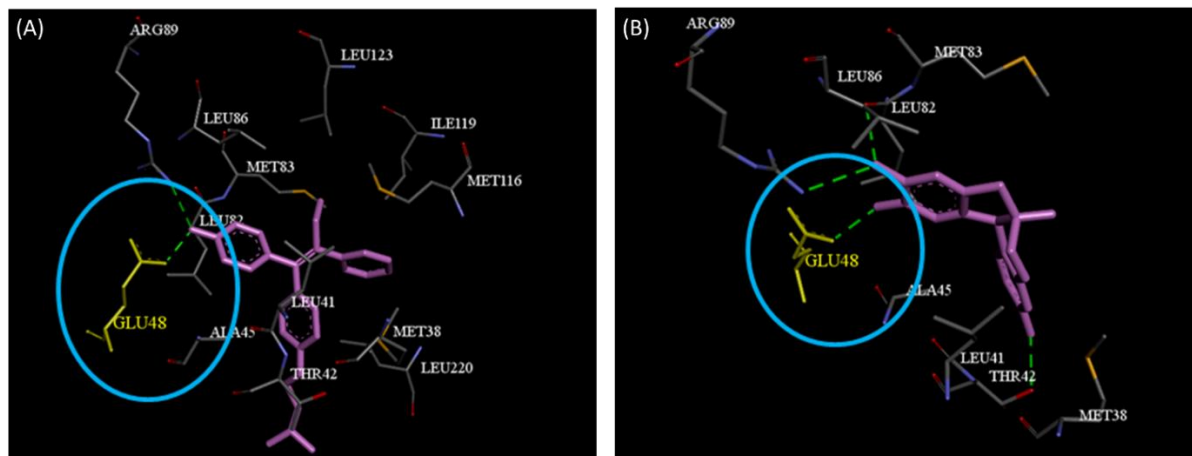 (A)
ARG89
LEU123
LEU86
ILE119
MET83
MET116
LEU82
GLU48
LEU41
ALA45
MET38
LEU220
THR42
(B)
ARG89
MET83
LEU86
LEU82
GLU48
ALA45
LEU41
THR42
MET38